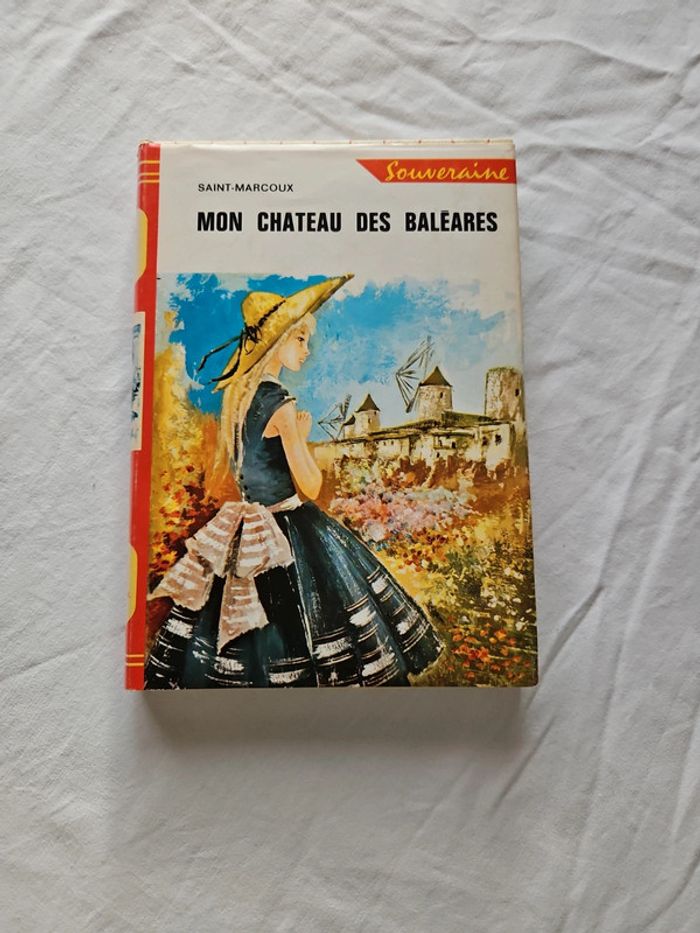 Souveraine
SAINT-MARCOUX
MON CHATEAU DES BALÉARES